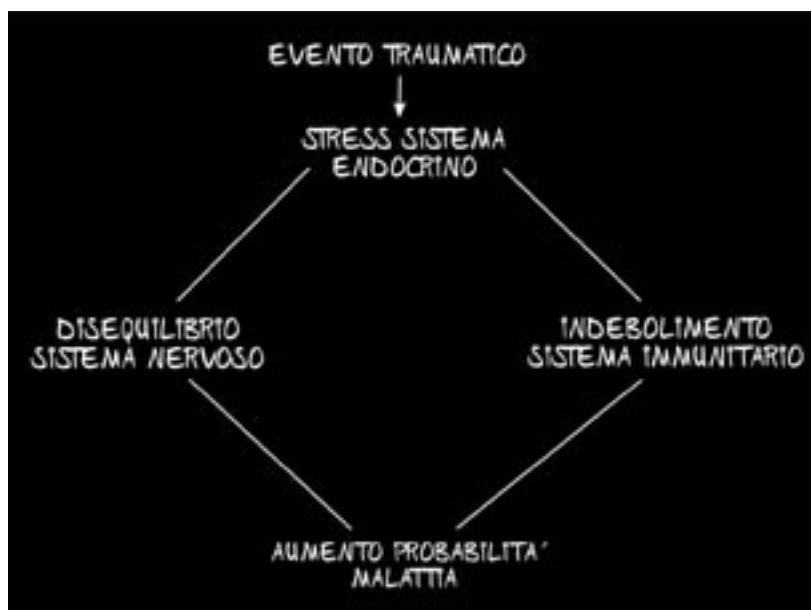 EVENTO TRAUMATICO
STRESS SISTEMA
ENDOCRINO
DISEQUILIBRIO
SISTEMA NERVOSO
INDEBOLIMENTO
SISTEMA IMMUNITARIO
AUMENTO PROBABILITA'
MALATTIA